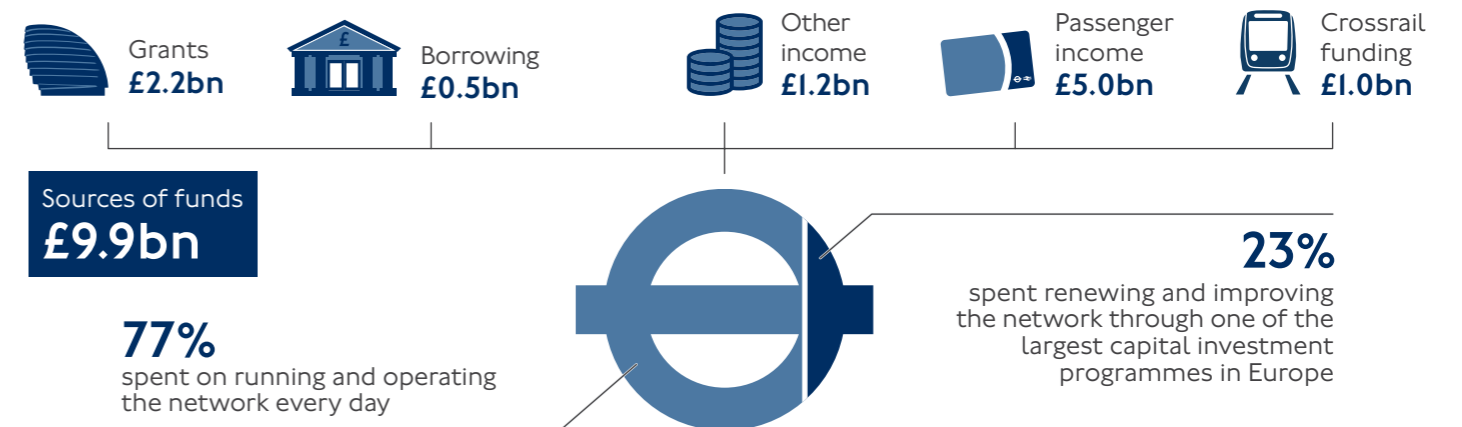 Grants
£2.2bn
£
Borrowing
£0.5bn
Other
income
£1.2bn
Passenger
income
£5.0bn
Crossrail
funding
£1.0bn
Sources of funds
£9.9bn
77%
spent on running and operating
the network every day
23%
spent renewing and improving
the network through one of the
largest capital investment
programmes in Europe